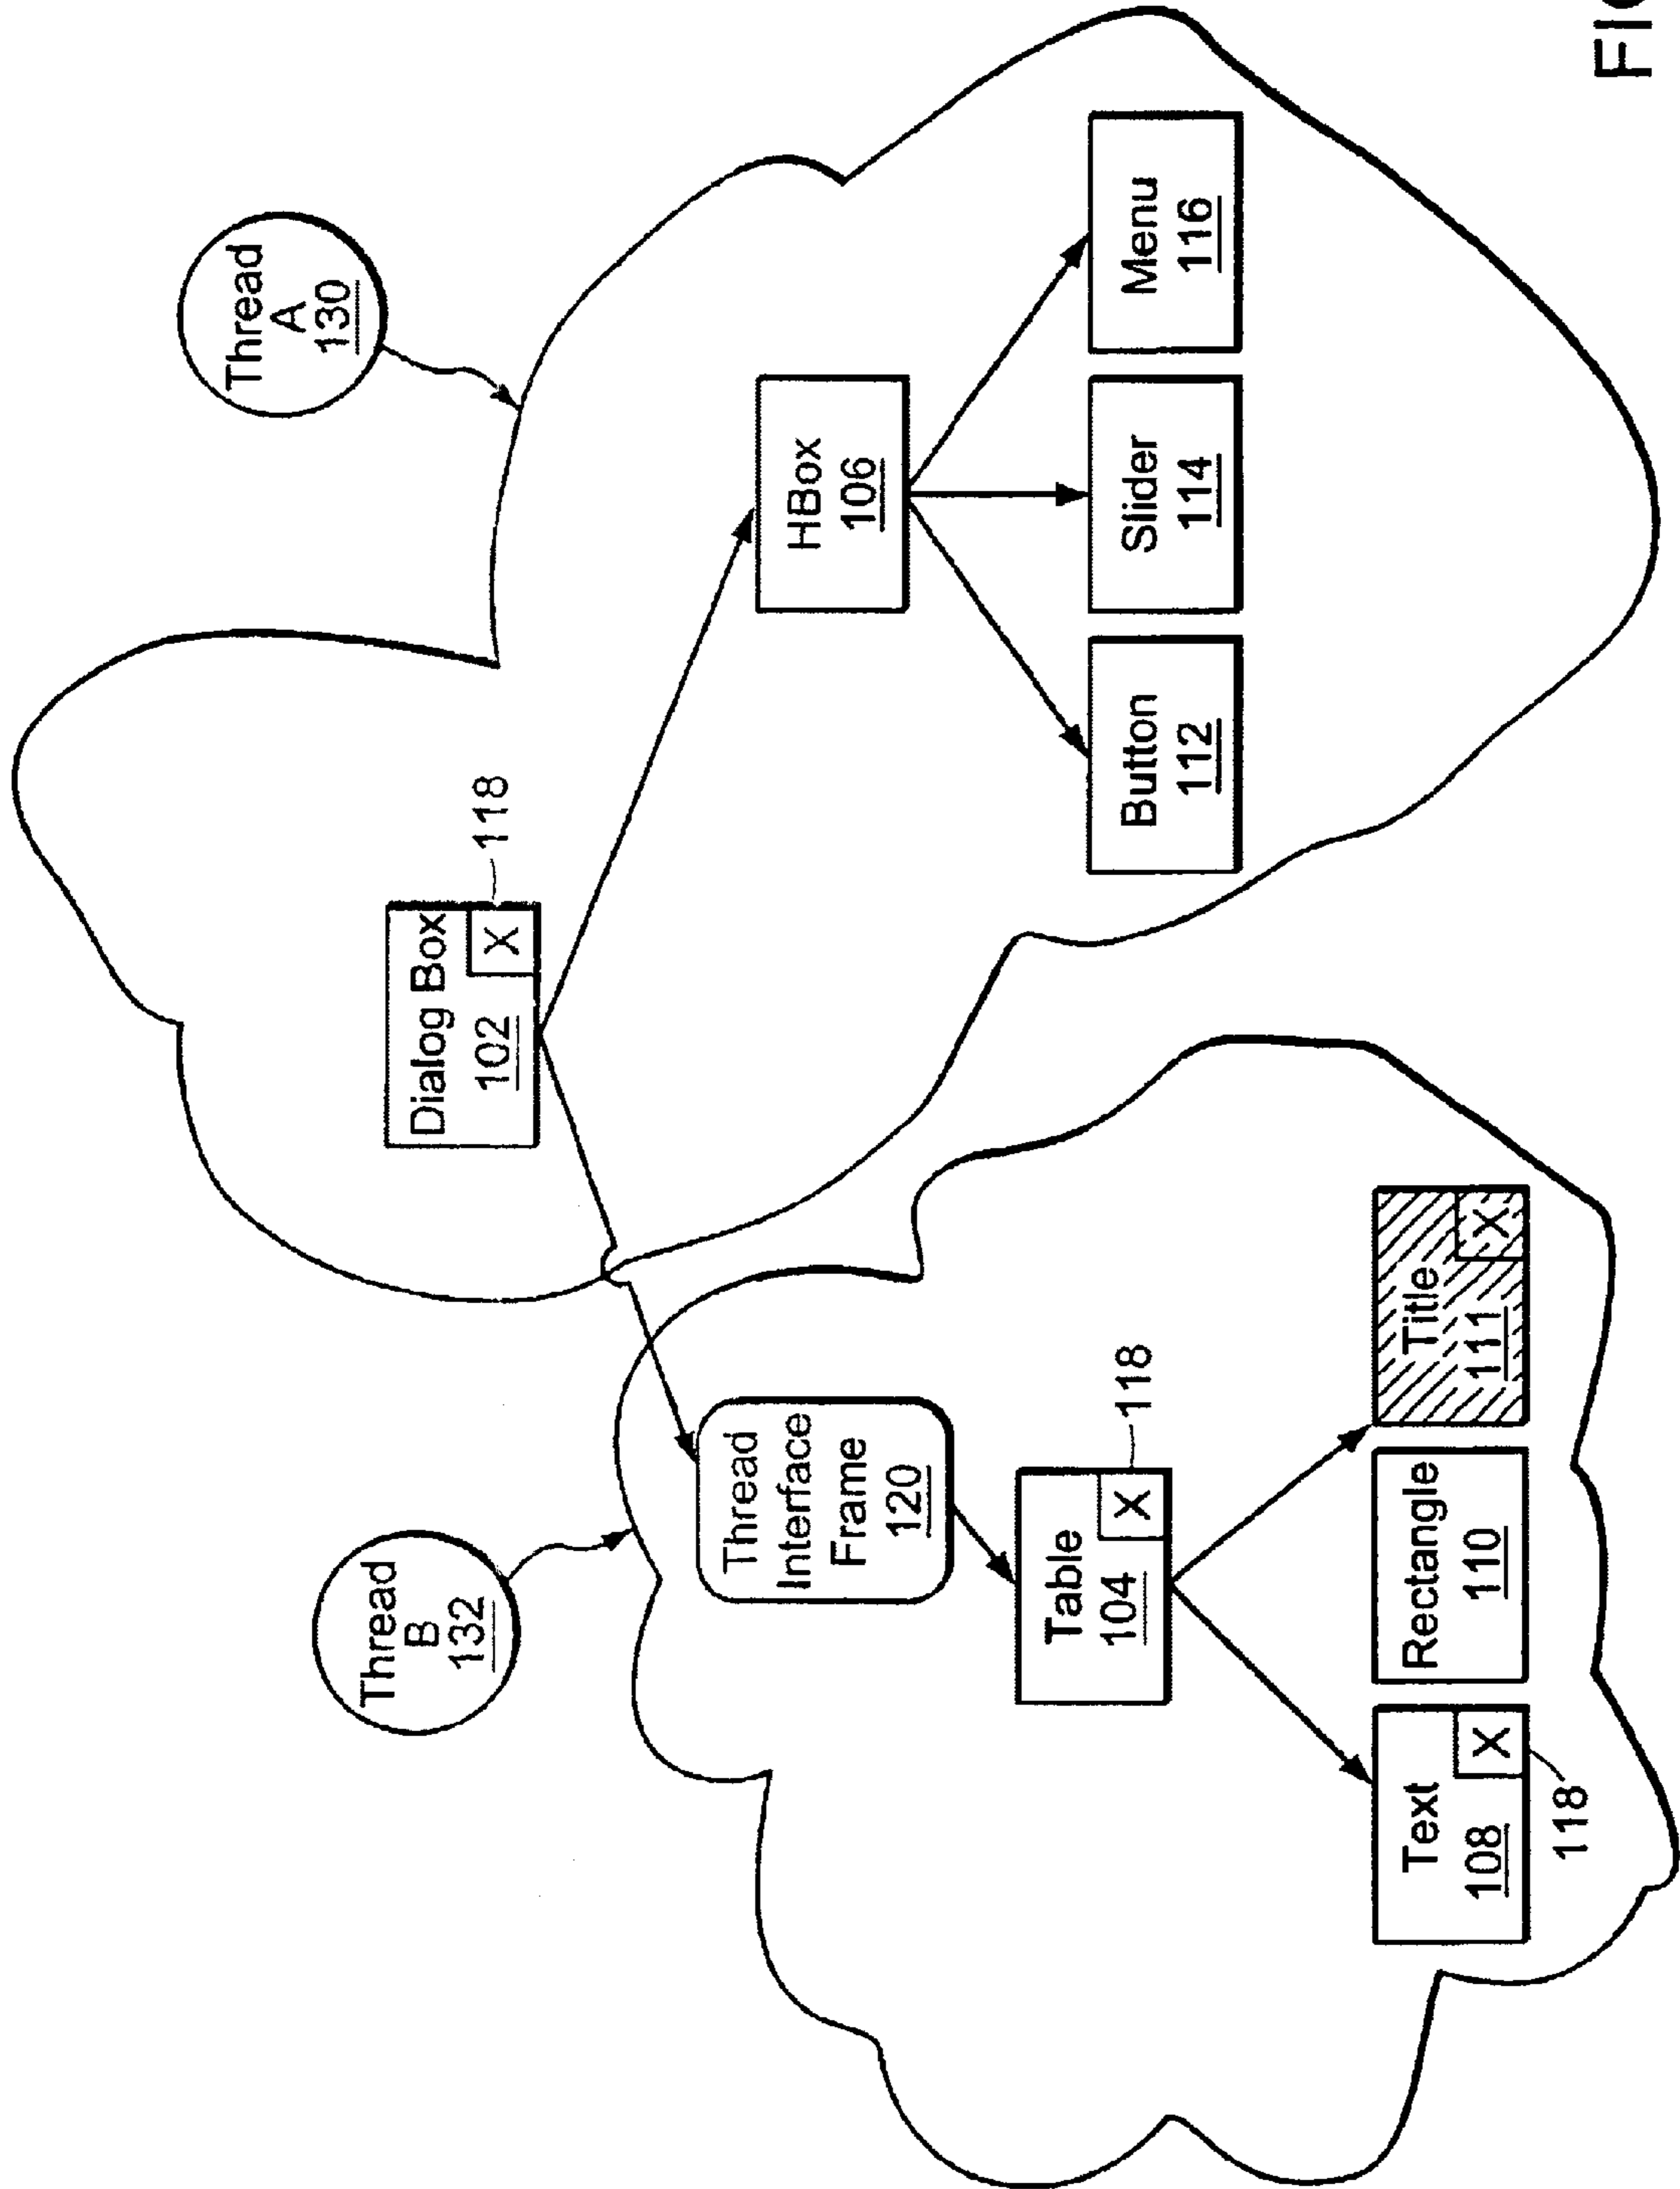 Thread
A
130
Thread
B
132
Dialog Box
102
X
118
Thread
Interface
Frame
120
HBox
106
Table
104
X
118
Button
112
Slider
114
Menu
116
Text
108
X
118
Rectangle
110
Title
111
X